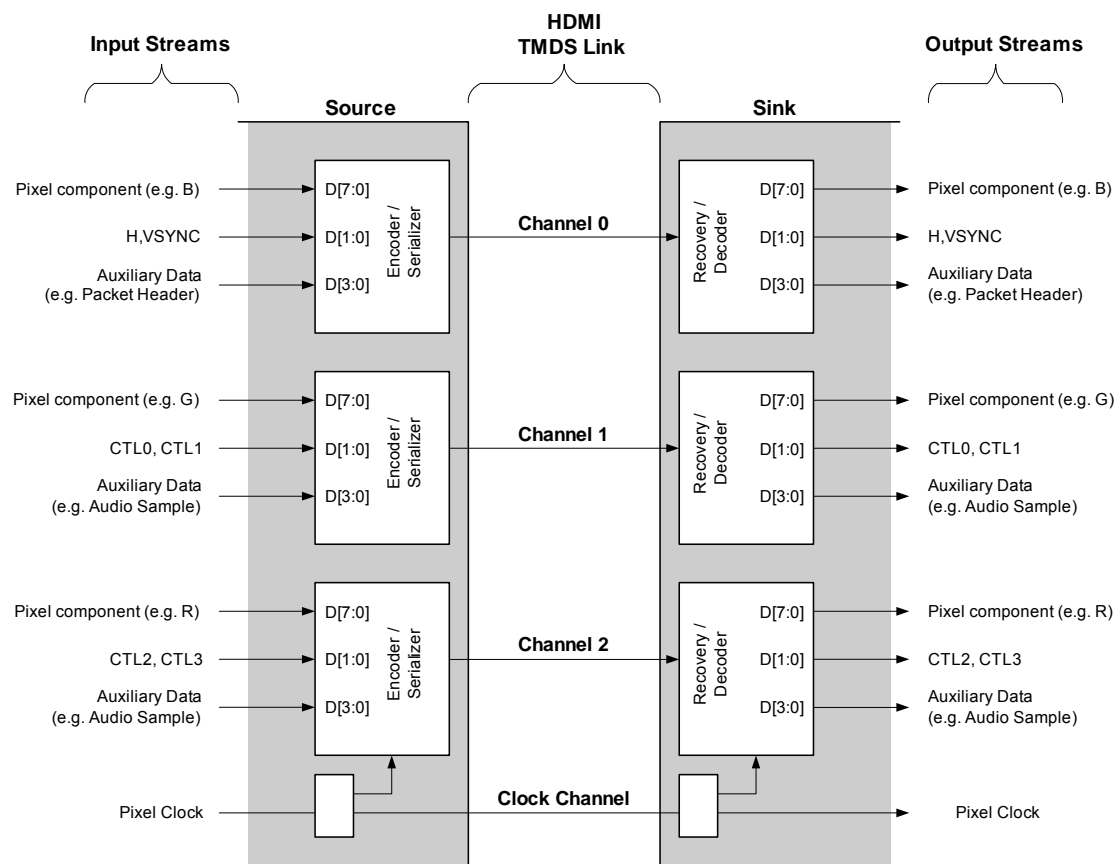 HDMI
TMDS Link
Input Streams
Output Streams
Source
Sink
Pixel component (e.g. B)
D[7:0]
H,VSYNC
D[1:0]
Auxiliary Data
(e.g. Packet Header)
D[3:0]
Encoder /
Serializer
Channel 0
Recovery /
Decoder
D[7:0]
Pixel component (e.g. B)
D[1:0]
H,VSYNC
D[3:0]
Auxiliary Data
(e.g. Packet Header)
Pixel component (e.g. G)
D[7:0]
CTL0, CTL1
D[1:0]
Auxiliary Data
(e.g. Audio Sample)
D[3:0]
Encoder /
Serializer
Channel 1
Recovery /
Decoder
D[7:0]
Pixel component (e.g. G)
D[1:0]
CTL0, CTL1
D[3:0]
Auxiliary Data
(e.g. Audio Sample)
Pixel component (e.g. R)
D[7:0]
CTL2, CTL3
D[1:0]
Auxiliary Data
(e.g. Audio Sample)
D[3:0]
Encoder /
Serializer
Channel 2
Recovery /
Decoder
D[7:0]
Pixel component (e.g. R)
D[1:0]
CTL2, CTL3
D[3:0]
Auxiliary Data
(e.g. Audio Sample)
Pixel Clock
Clock Channel
Pixel Clock